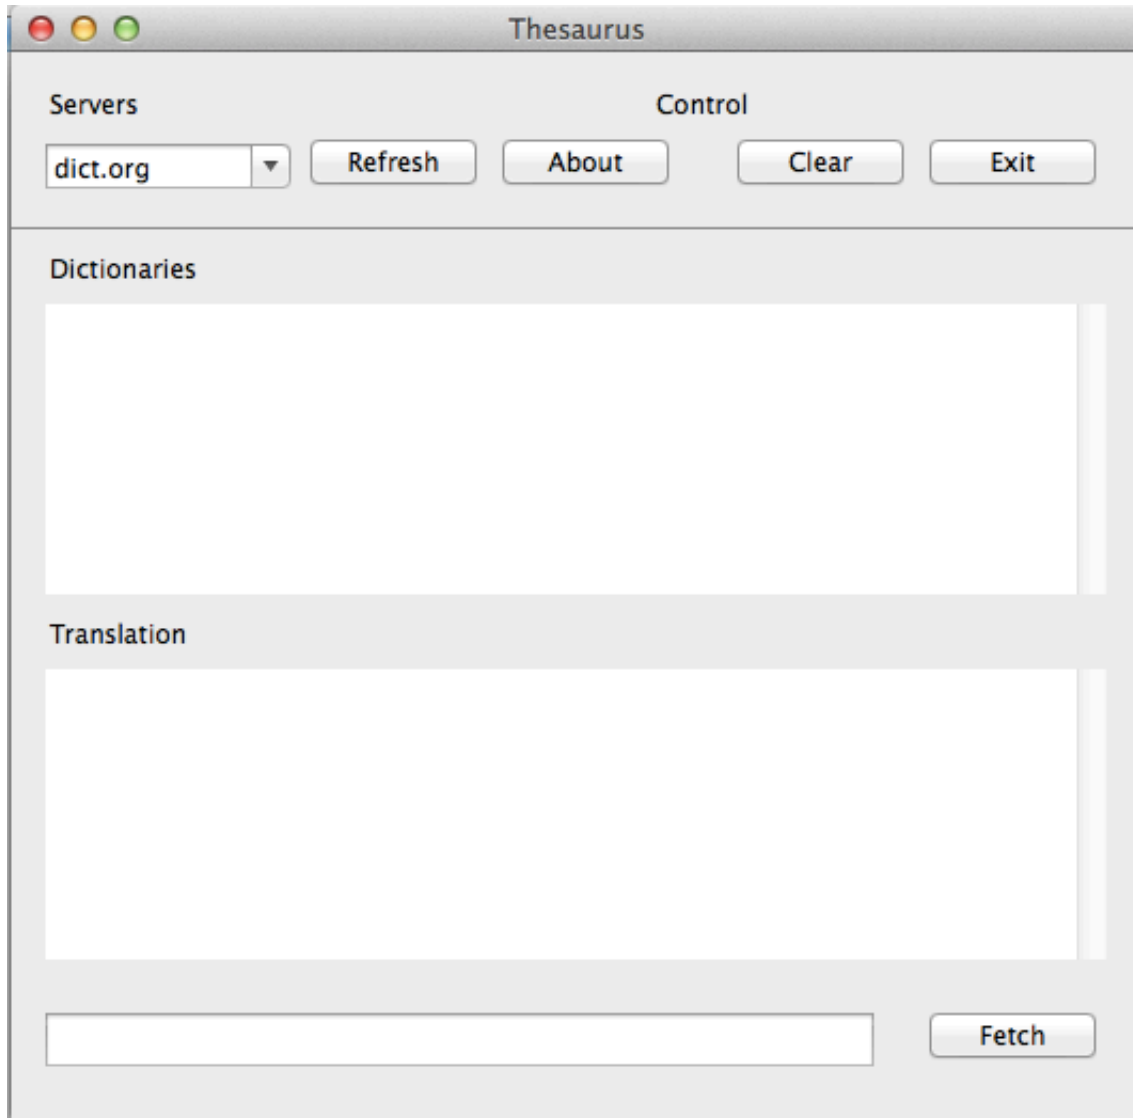 Thesaurus
Servers Control
dict.org Refresh About Clear Exit
Dictionaries
Translation
Fetch